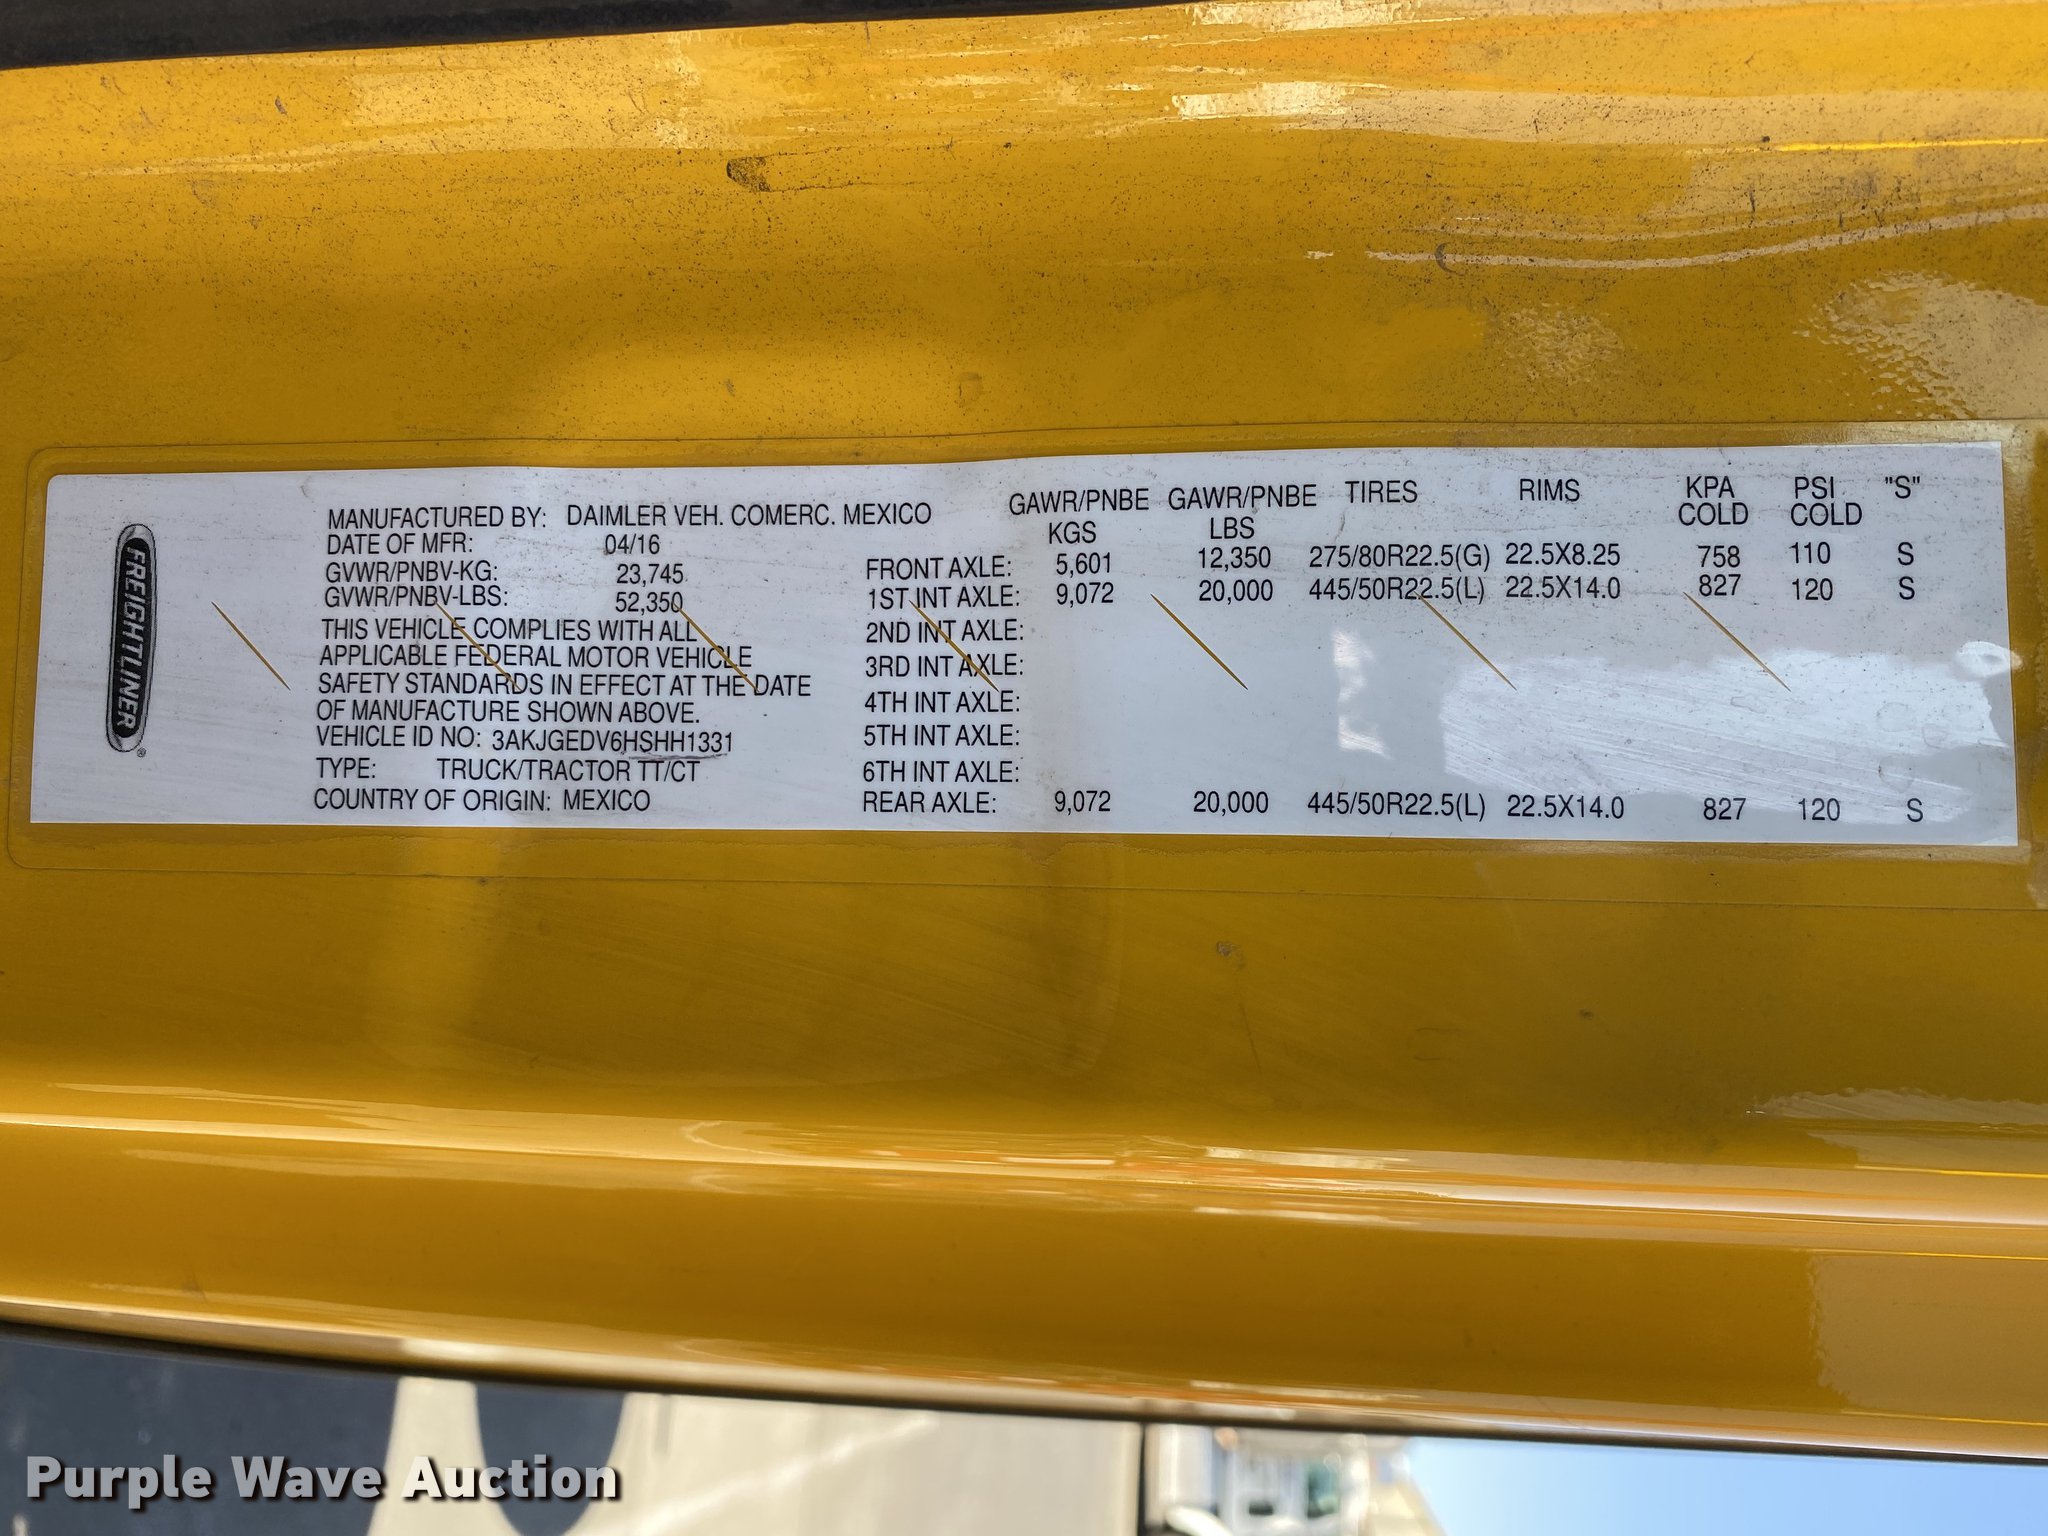 FREIGHTLINER®
MANUFACTURED BY: DAIMLER VEH. COMERC. MEXICO
DATE OF MFR: 04/16
GVWR/PNBV-KG: 23,745
GVWR/PNBV-LBS: 52,350
THIS VEHICLE COMPLIES WITH ALL
APPLICABLE FEDERAL MOTOR VEHICLE
SAFETY STANDARDS IN EFFECT AT THE DATE
OF MANUFACTURE SHOWN ABOVE.
VEHICLE ID NO: 3AKJGEDV6HSHH1331
TYPE: TRUCK/TRACTOR TT/CT
COUNTRY OF ORIGIN: MEXICO
GAWR/PNBE GAWR/PNBE TIRES RIMS KPA PSI "S"
KGS LBS COLD COLD
FRONT AXLE: 5,601 12,350 275/80R22.5(G) 22.5X8.25 758 110 S
1ST INT AXLE: 9,072 20,000 445/50R22.5(L) 22.5X14.0 827 120 S
2ND INT AXLE:
3RD INT AXLE:
4TH INT AXLE:
5TH INT AXLE:
6TH INT AXLE:
REAR AXLE: 9,072 20,000 445/50R22.5(L) 22.5X14.0 827 120 S
Purple Wave Auction